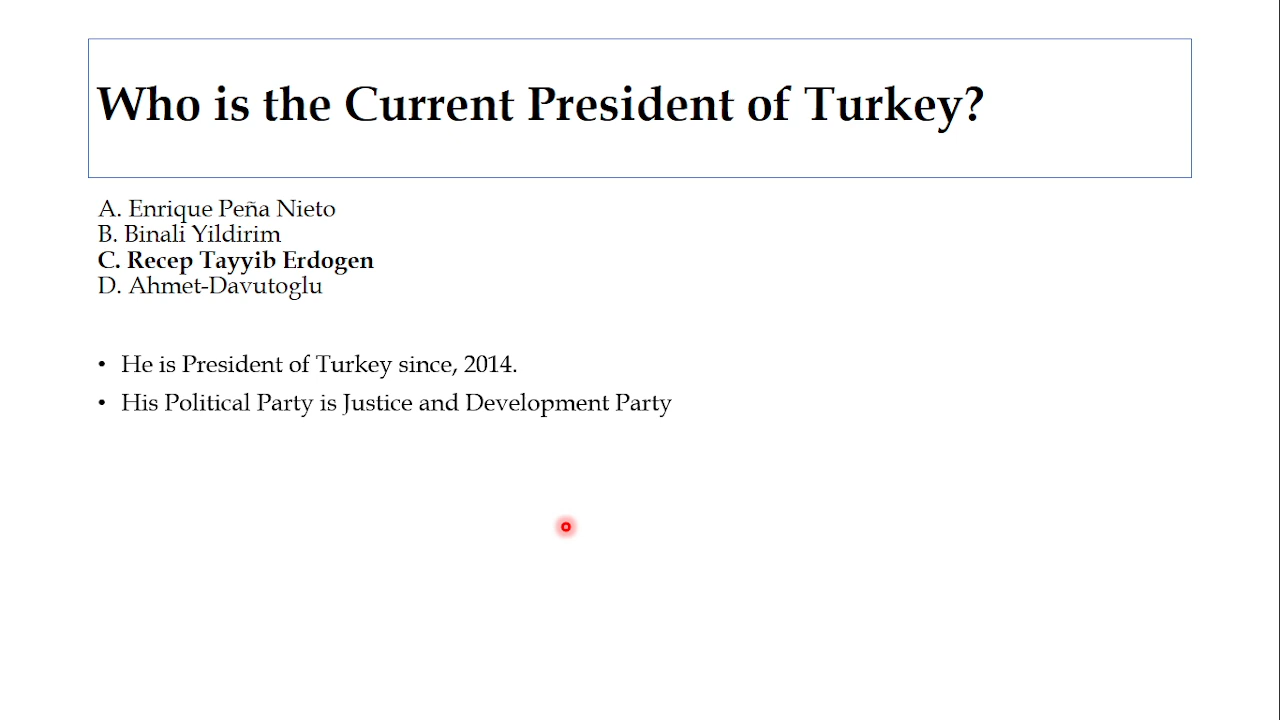 Who is the Current President of Turkey?
A. Enrique Peña Nieto
B. Binali Yildirim
C. Recep Tayyib Erdogen
D. Ahmet-Davutoglu
• He is President of Turkey since, 2014.
• His Political Party is Justice and Development Party